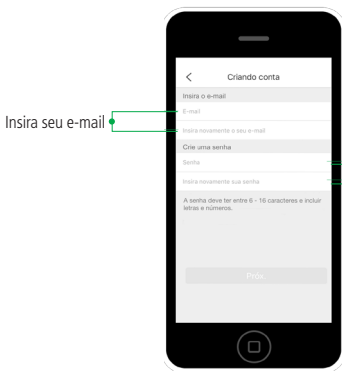 Criando conta
Insira o e-mail
E-mail
Insira seu e-mail
Insira novamente o seu e-mail
Crie uma senha
Senha
Insira novamente sua senha
A senha deve ter entre 6 - 16 caracteres e incluir
letras e números.
Próx